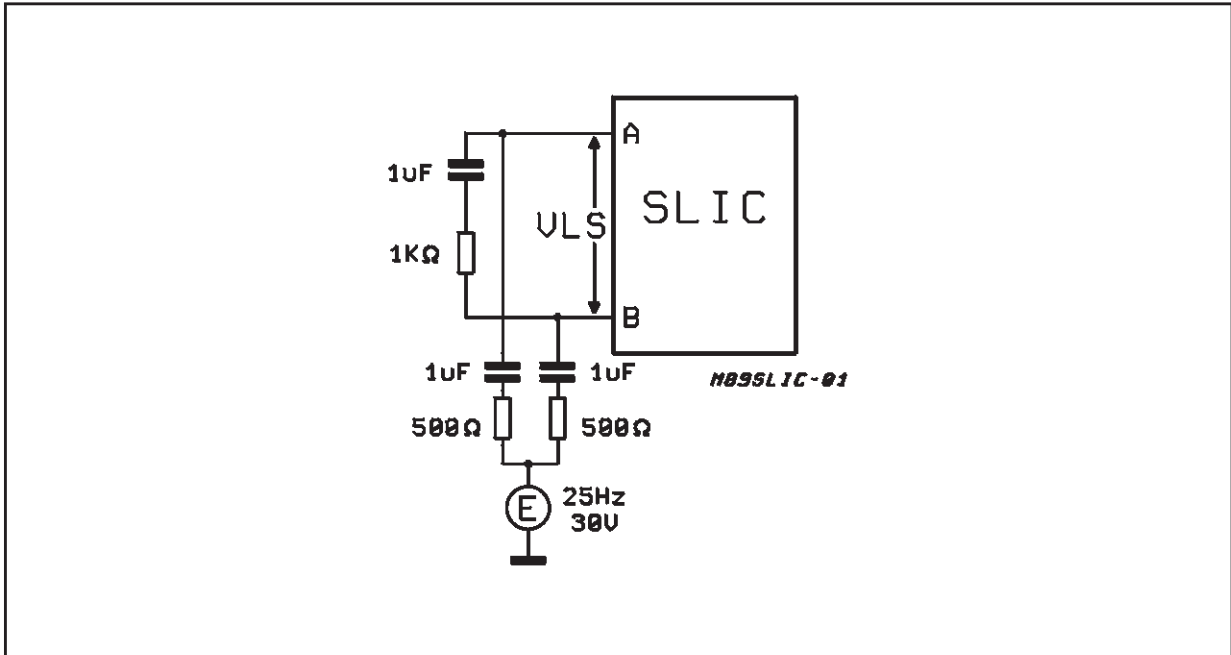 A
1uF
SLIC
VLS
1KΩ
B
1uF
1uF
M89SLIC-01
500Ω
500Ω
E
25Hz
30V